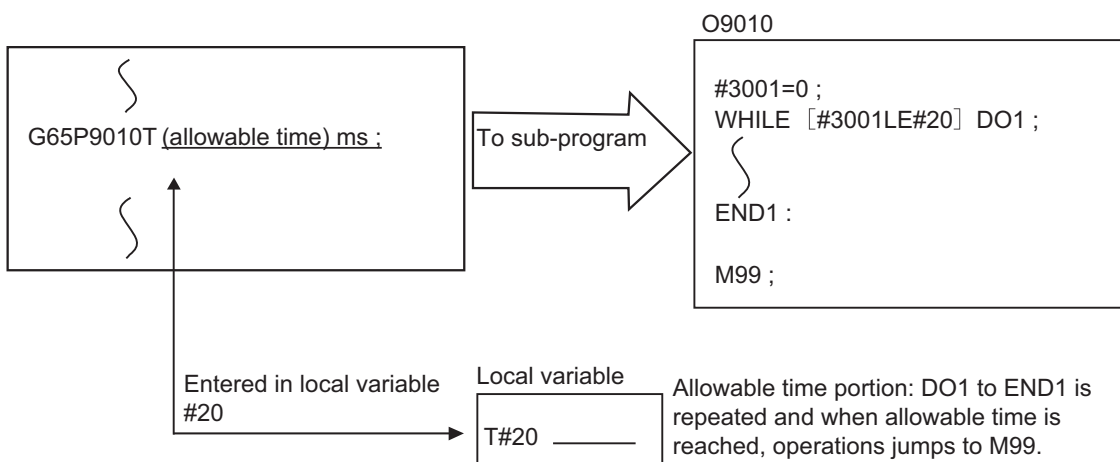 O9010
G65P9010T (allowable time) ms ;
To sub-program
#3001=0 ;
WHILE [#3001LE#20] DO1 ;
END1 :
M99 ;
Entered in local variable
#20
Local variable
T#20
Allowable time portion: DO1 to END1 is
repeated and when allowable time is
reached, operations jumps to M99.